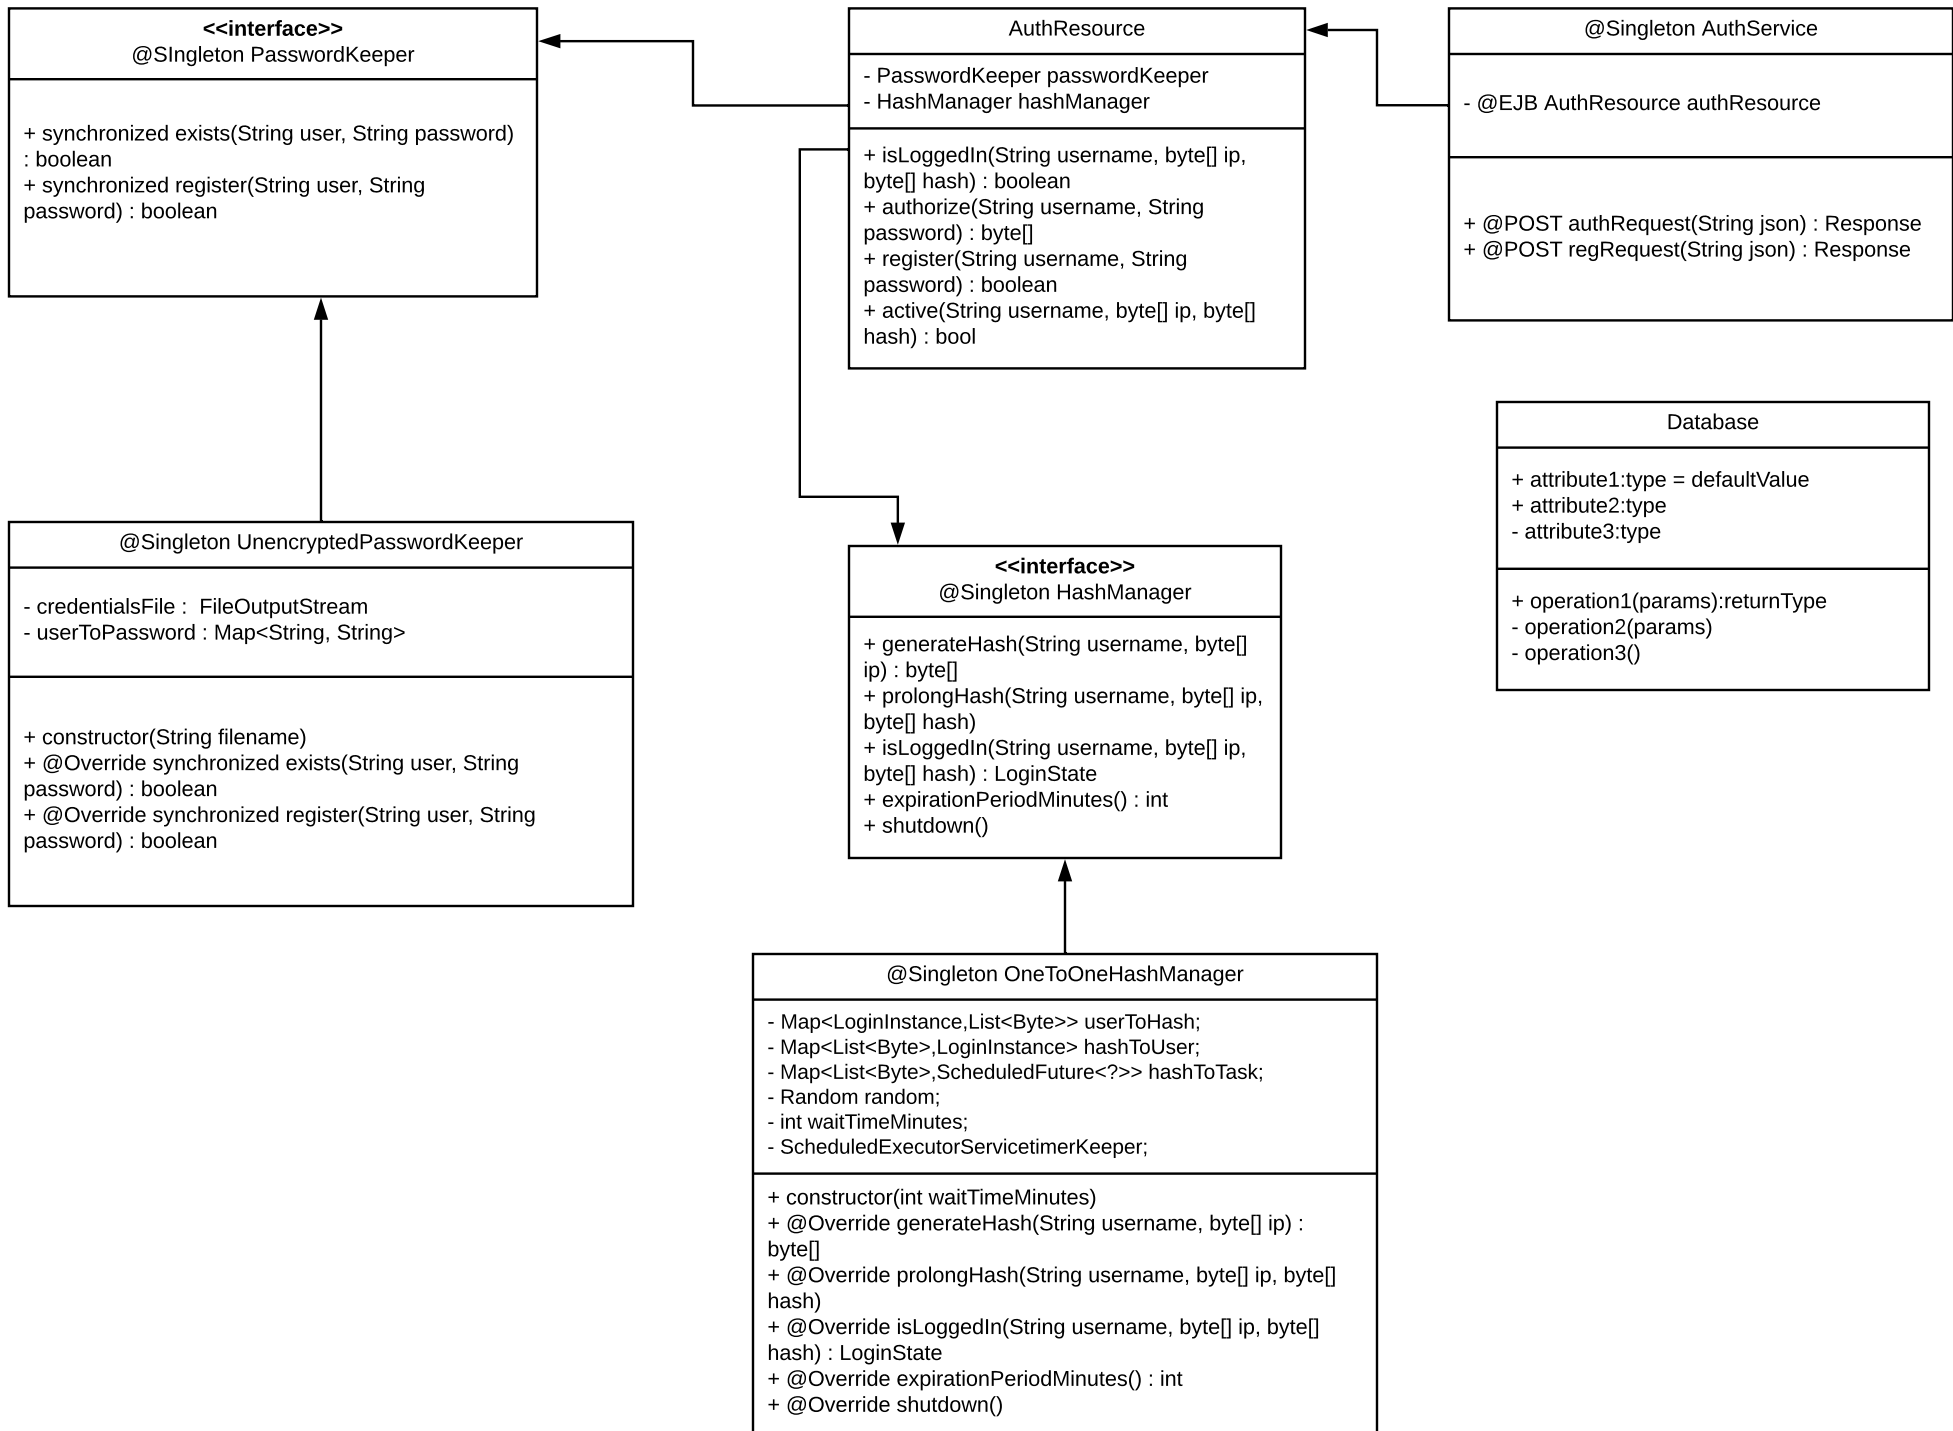 <<interface>>
@SIngleton PasswordKeeper
+ synchronized exists(String user, String password)
: boolean
+ synchronized register(String user, String
password) : boolean
AuthResource
- PasswordKeeper passwordKeeper
- HashManager hashManager
+ isLoggedIn(String username, byte[] ip,
byte[] hash) : boolean
+ authorize(String username, String
password) : byte[]
+ register(String username, String
password) : boolean
+ active(String username, byte[] ip, byte[]
hash) : bool
@Singleton AuthService
- @EJB AuthResource authResource
+ @POST authRequest(String json) : Response
+ @POST regRequest(String json) : Response
Database
+ attribute1:type = defaultValue
+ attribute2:type
- attribute3:type
+ operation1(params):returnType
- operation2(params)
- operation3()
@Singleton UnencryptedPasswordKeeper
- credentialsFile :  FileOutputStream
- userToPassword : Map<String, String>
+ constructor(String filename)
+ @Override synchronized exists(String user, String
password) : boolean
+ @Override synchronized register(String user, String
password) : boolean
<<interface>>
@Singleton HashManager
+ generateHash(String username, byte[]
ip) : byte[]
+ prolongHash(String username, byte[] ip,
byte[] hash)
+ isLoggedIn(String username, byte[] ip,
byte[] hash) : LoginState
+ expirationPeriodMinutes() : int
+ shutdown()
@Singleton OneToOneHashManager
- Map<LoginInstance,List<Byte>> userToHash;
- Map<List<Byte>,LoginInstance> hashToUser;
- Map<List<Byte>,ScheduledFuture<?>> hashToTask;
- Random random;
- int waitTimeMinutes;
- ScheduledExecutorServicetimerKeeper;
+ constructor(int waitTimeMinutes)
+ @Override generateHash(String username, byte[] ip) :
byte[]
+ @Override prolongHash(String username, byte[] ip, byte[]
hash)
+ @Override isLoggedIn(String username, byte[] ip, byte[]
hash) : LoginState
+ @Override expirationPeriodMinutes() : int
+ @Override shutdown()